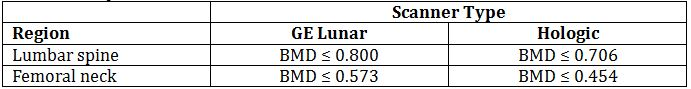 Scanner Type
Region GE Lunar Hologic
Lumbar spine BMD ≤ 0.800 BMD ≤ 0.706
Femoral neck BMD ≤ 0.573 BMD ≤ 0.454